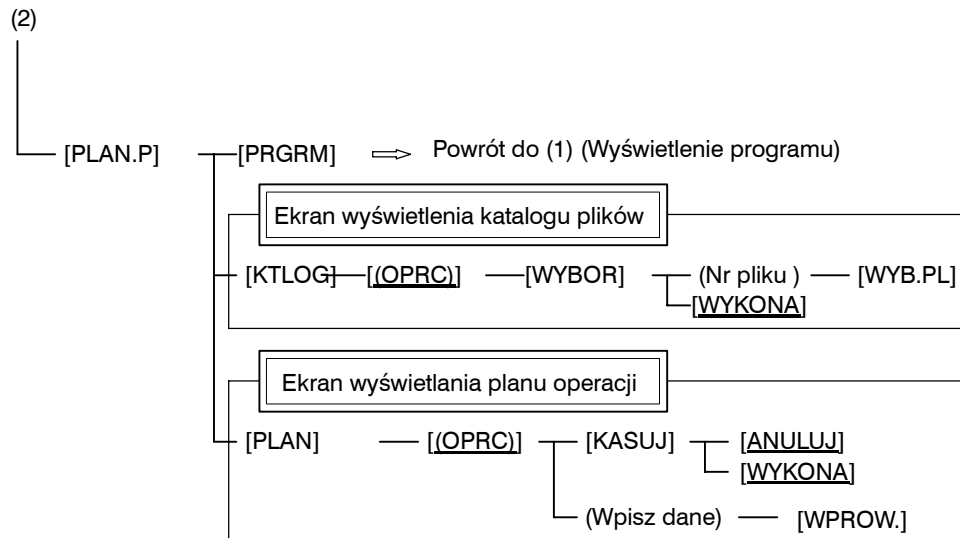 (2)
[PLAN.P] [PRGRM] ⇨ Powrót do (1) (Wyświetlenie programu)
Ekran wyświetlenia katalogu plików
[KTLOG] [(OPRC)] [WYBOR] (Nr pliku ) [WYB.PL]
[WYKONA]
Ekran wyświetlania planu operacji
[PLAN] [(OPRC)] [KASUJ] [ANULUJ]
[WYKONA]
(Wpisz dane) [WPROW.]